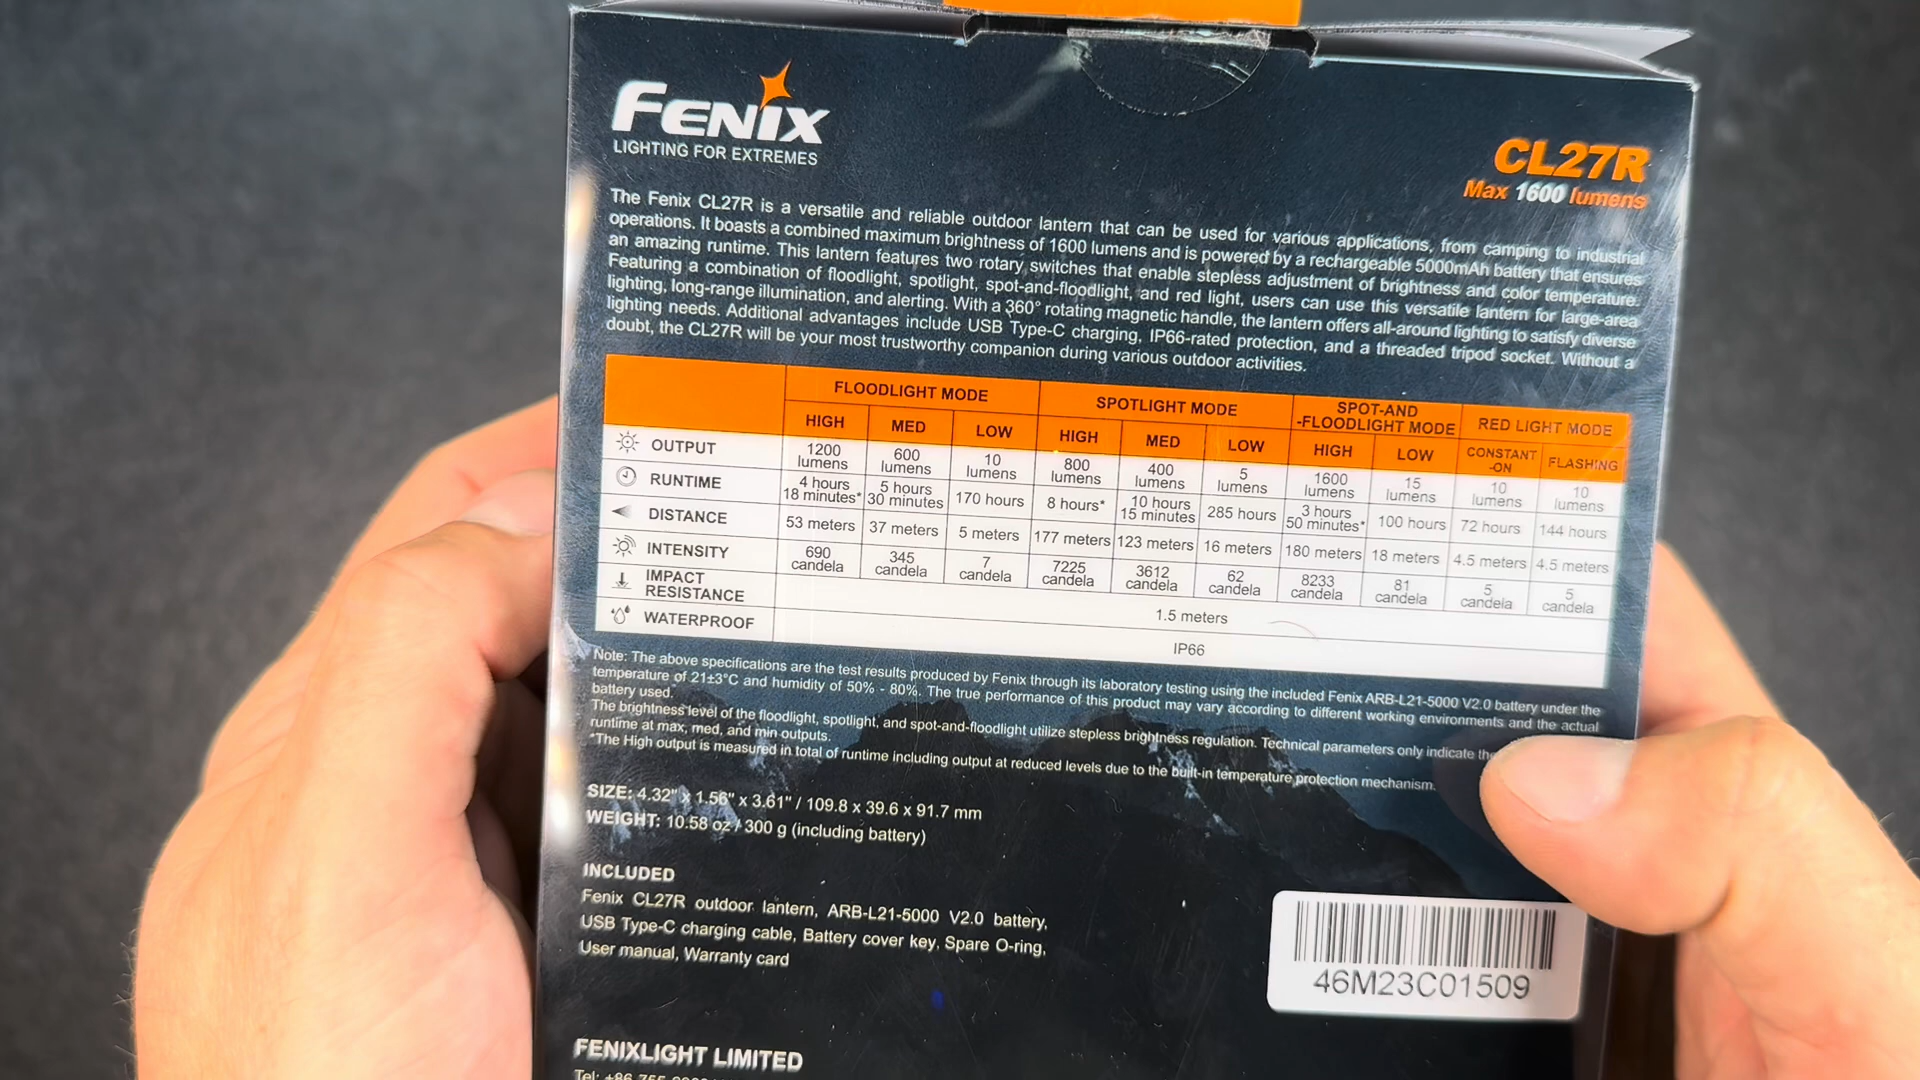 FENIX
LIGHTING FOR EXTREMES
CL27R
Max 1600 lumens
The Fenix CL27R is a versatile and reliable outdoor lantern that can be used for various applications, from camping to industrial
operations. It boasts a combined maximum brightness of 1600 lumens and is powered by a rechargeable 5000mAh battery that ensures
an amazing runtime. This lantern features two rotary switches that enable stepless adjustment of brightness and color temperature.
Featuring a combination of floodlight, spotlight, spot-and-floodlight, and red light, users can use this versatile lantern for large-area
lighting, long-range illumination, and alerting. With a 360° rotating magnetic handle, the lantern offers all-around lighting to satisfy diverse
lighting needs. Additional advantages include USB Type-C charging, IP66-rated protection, and a threaded tripod socket. Without a
doubt, the CL27R will be your most trustworthy companion during various outdoor activities.
FLOODLIGHT MODE SPOTLIGHT MODE SPOT-AND
-FLOODLIGHT MODE RED LIGHT MODE
HIGH MED LOW HIGH MED LOW HIGH LOW CONSTANT
-ON FLASHING
OUTPUT 1200
lumens 600
lumens 10
lumens 800
lumens 400
lumens 5
lumens 1600
lumens 15
lumens 10
lumens 10
lumens
RUNTIME 4 hours
18 minutes* 5 hours
30 minutes 170 hours 8 hours* 10 hours
15 minutes 285 hours 3 hours
50 minutes* 100 hours 72 hours 144 hours
DISTANCE 53 meters 37 meters 5 meters 177 meters 123 meters 16 meters 180 meters 18 meters 4.5 meters 4.5 meters
INTENSITY 690
candela 345
candela 7
candela 7225
candela 3612
candela 62
candela 8233
candela 81
candela 5
candela 5
candela
IMPACT
RESISTANCE 1.5 meters
WATERPROOF IP66
Note: The above specifications are the test results produced by Fenix through its laboratory testing using the included Fenix ARB-L21-5000 V2.0 battery under the
temperature of 21±3°C and humidity of 50% - 80%. The true performance of this product may vary according to different working environments and the actual
battery used.
The brightness level of the floodlight, spotlight, and spot-and-floodlight utilize stepless brightness regulation. Technical parameters only indicate
runtime at max, med, and min outputs.
*The High output is measured in total of runtime including output at reduced levels due to the built-in temperature protection mechanism.
SIZE: 4.32" x 1.56" x 3.61" / 109.8 x 39.6 x 91.7 mm
WEIGHT: 10.58 oz / 300 g (including battery)
INCLUDED
Fenix CL27R outdoor lantern, ARB-L21-5000 V2.0 battery,
USB Type-C charging cable, Battery cover key, Spare O-ring,
User manual, Warranty card
46M23C01509
FENIXLIGHT LIMITED
Tel: +86-755-